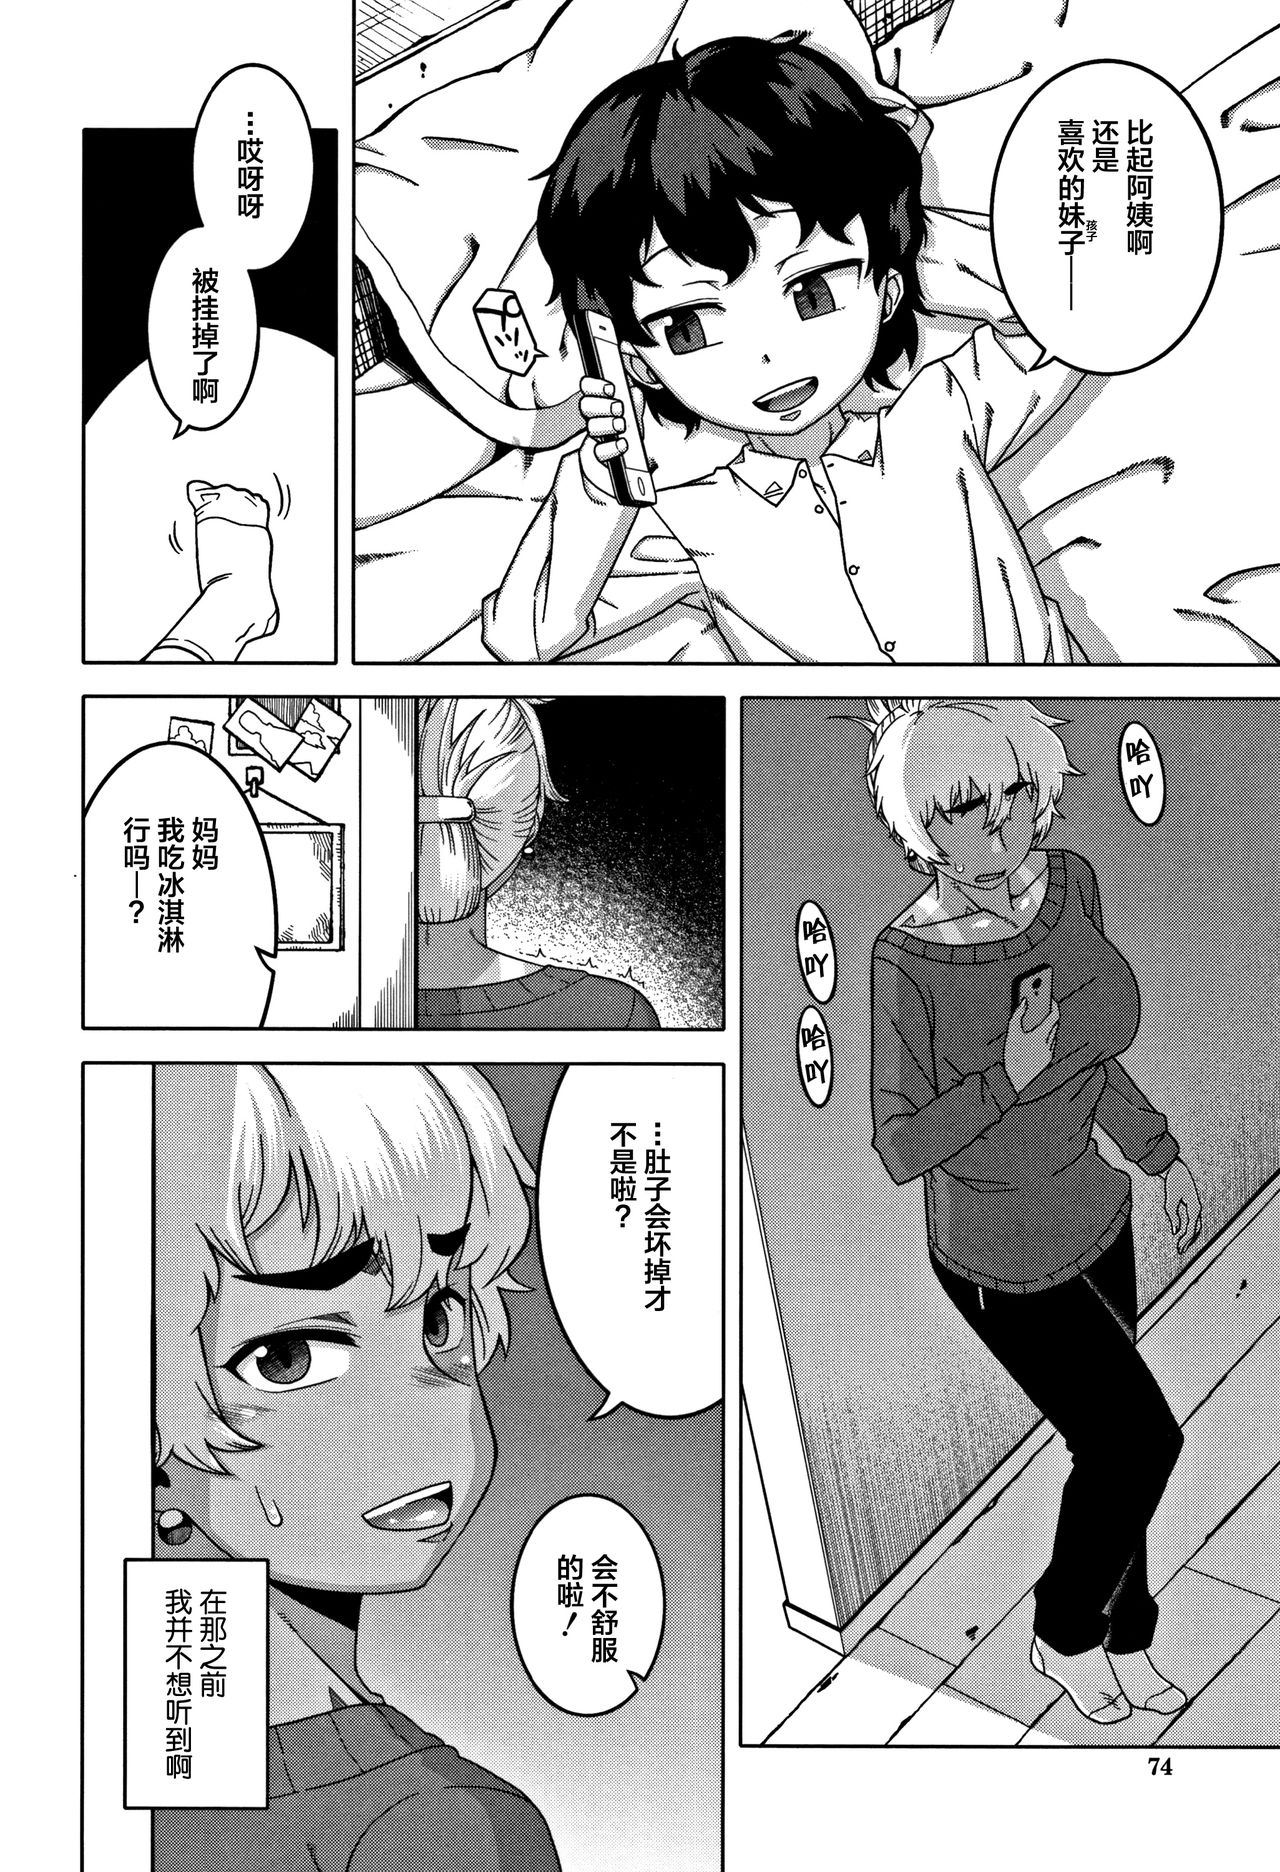 比起阿姨啊
还是
喜欢的妹子——
孩子
プツッ
…哎呀呀
被挂掉了啊
哈吖
哈吖
哈吖
妈妈
我吃冰淇淋
行吗—?
…肚子会坏掉才
不是啦?
会不舒服
的啦!
在那之前
我并不想听到啊
74